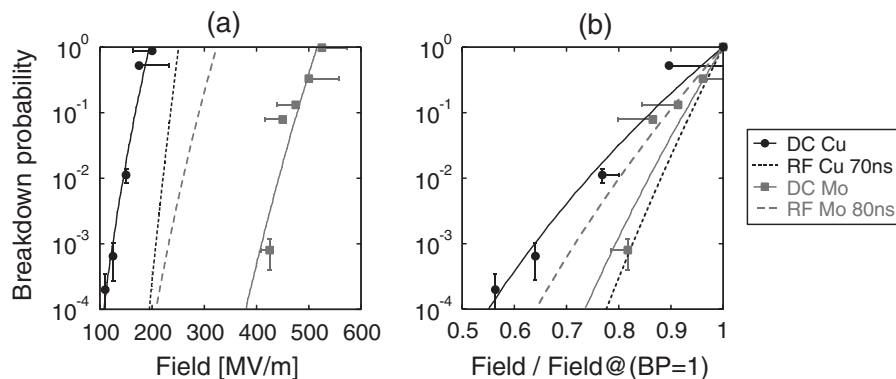 (a)
(b)
Breakdown probability
10^0
10^-1
10^-2
10^-3
10^-4
100 200 300 400 500 600
Field [MV/m]
10^0
10^-1
10^-2
10^-3
10^-4
0.5 0.6 0.7 0.8 0.9 1
Field / Field@(BP=1)
DC Cu
RF Cu 70ns
DC Mo
RF Mo 80ns